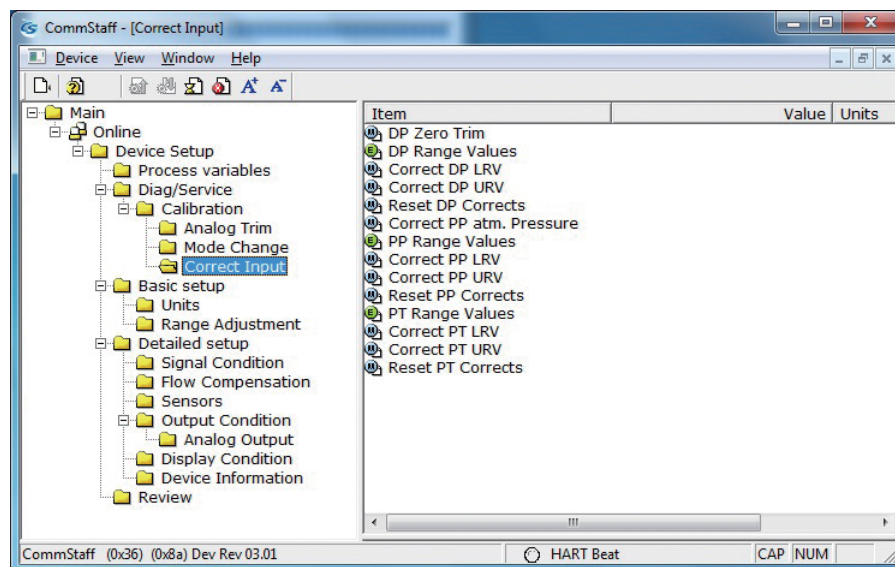 CommStaff - [Correct Input]
Device View Window Help
A+ A-
Main
Online
Device Setup
Process variables
Diag/Service
Calibration
Analog Trim
Mode Change
Correct Input
Basic setup
Units
Range Adjustment
Detailed setup
Signal Condition
Flow Compensation
Sensors
Output Condition
Analog Output
Display Condition
Device Information
Review
Item Value Units
M DP Zero Trim
E DP Range Values
M Correct DP LRV
M Correct DP URV
M Reset DP Corrects
M Correct PP atm. Pressure
E PP Range Values
M Correct PP LRV
M Correct PP URV
M Reset PP Corrects
E PT Range Values
M Correct PT LRV
M Correct PT URV
M Reset PT Corrects
CommStaff (0x36) (0x8a) Dev Rev 03.01 HART Beat CAP NUM